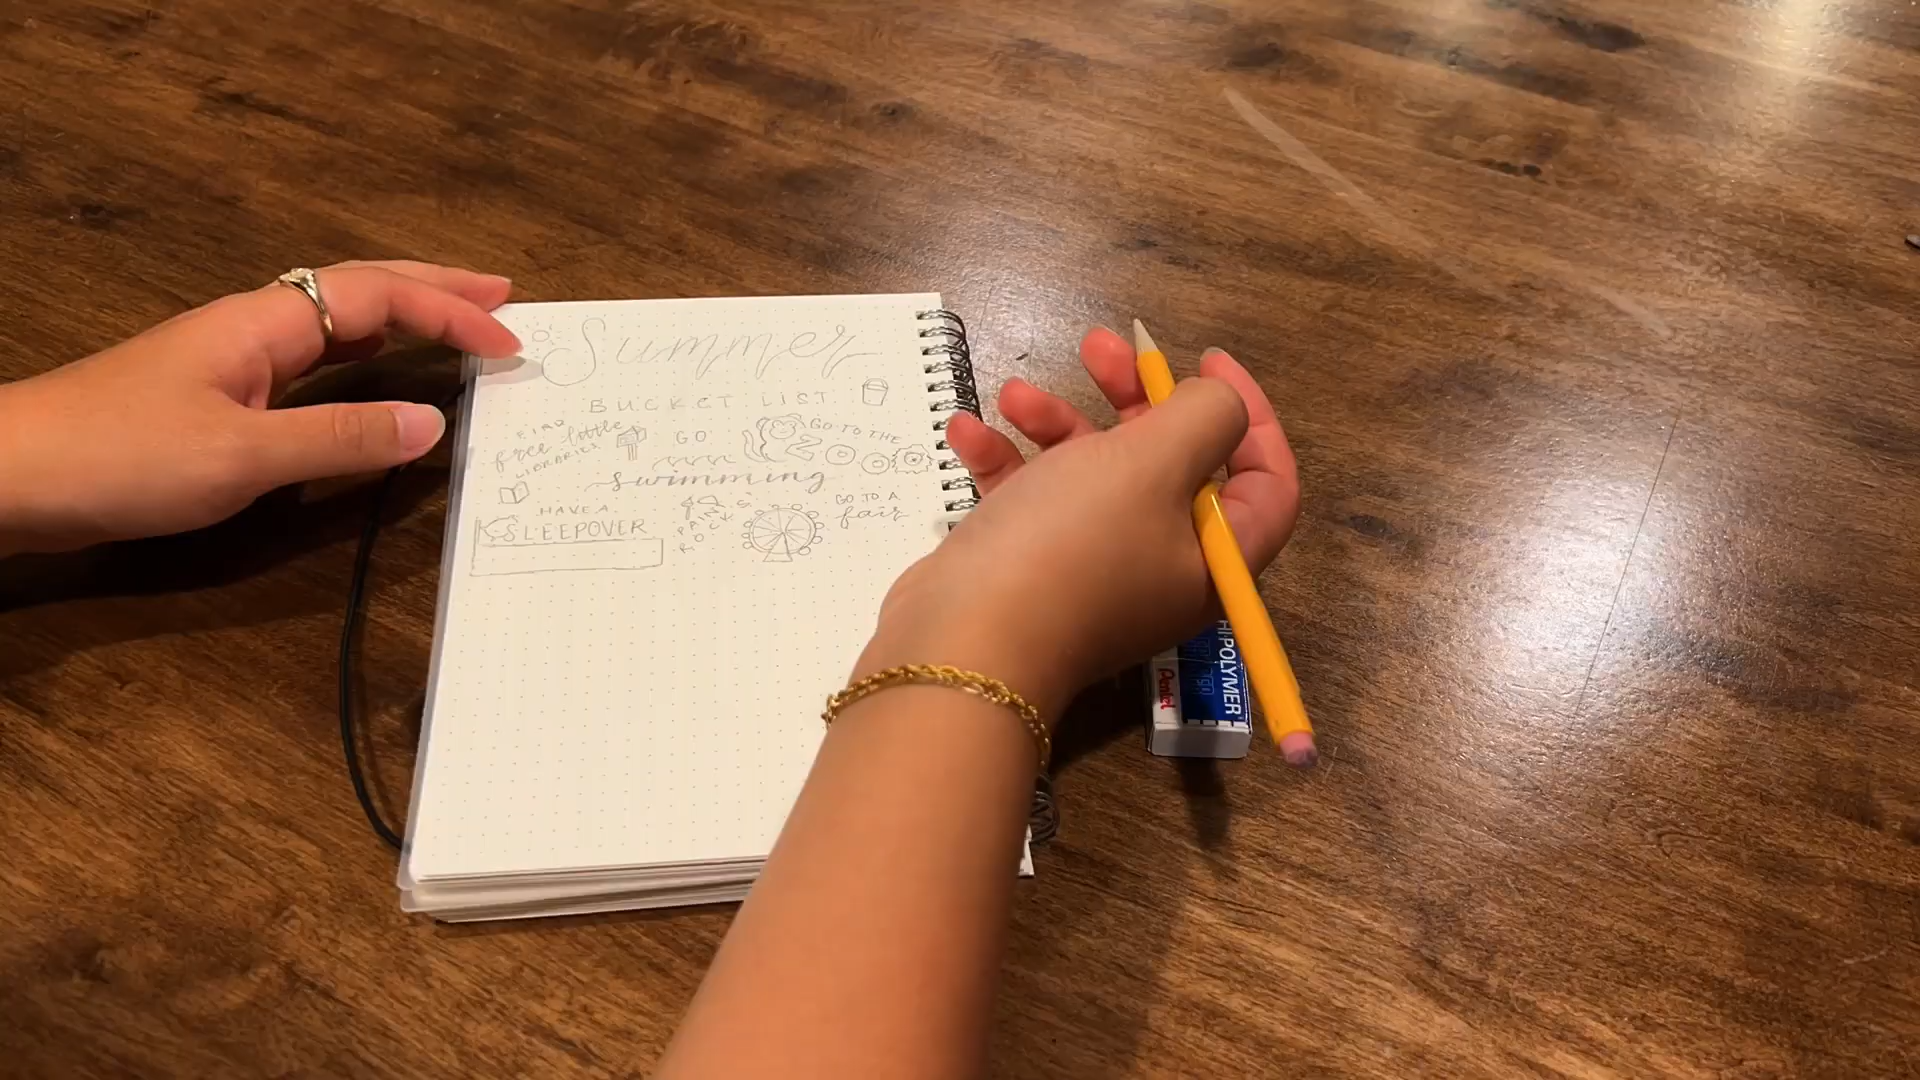 Summer
BUCKET LIST
FIND
free little
LIBRARIES
GO
swimming
GO TO THE
ZOOO
HAVE A
SLEEPOVER
PAINT
ROCKS
GO TO A
fair
HI-POLYMER
Pentel